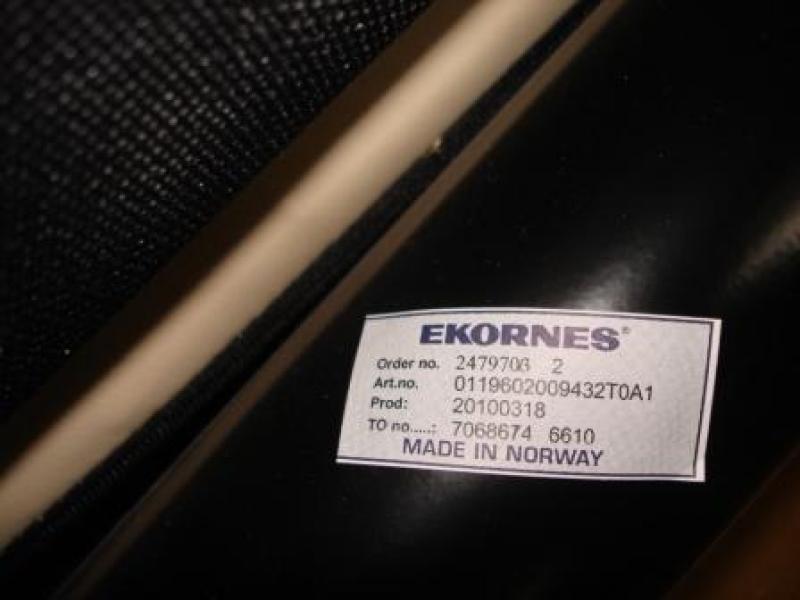 EKORNES®
Order no. 2479703 2
Art.no. 0119602009432T0A1
Prod: 20100318
TO no.....: 7068674 6610
MADE IN NORWAY